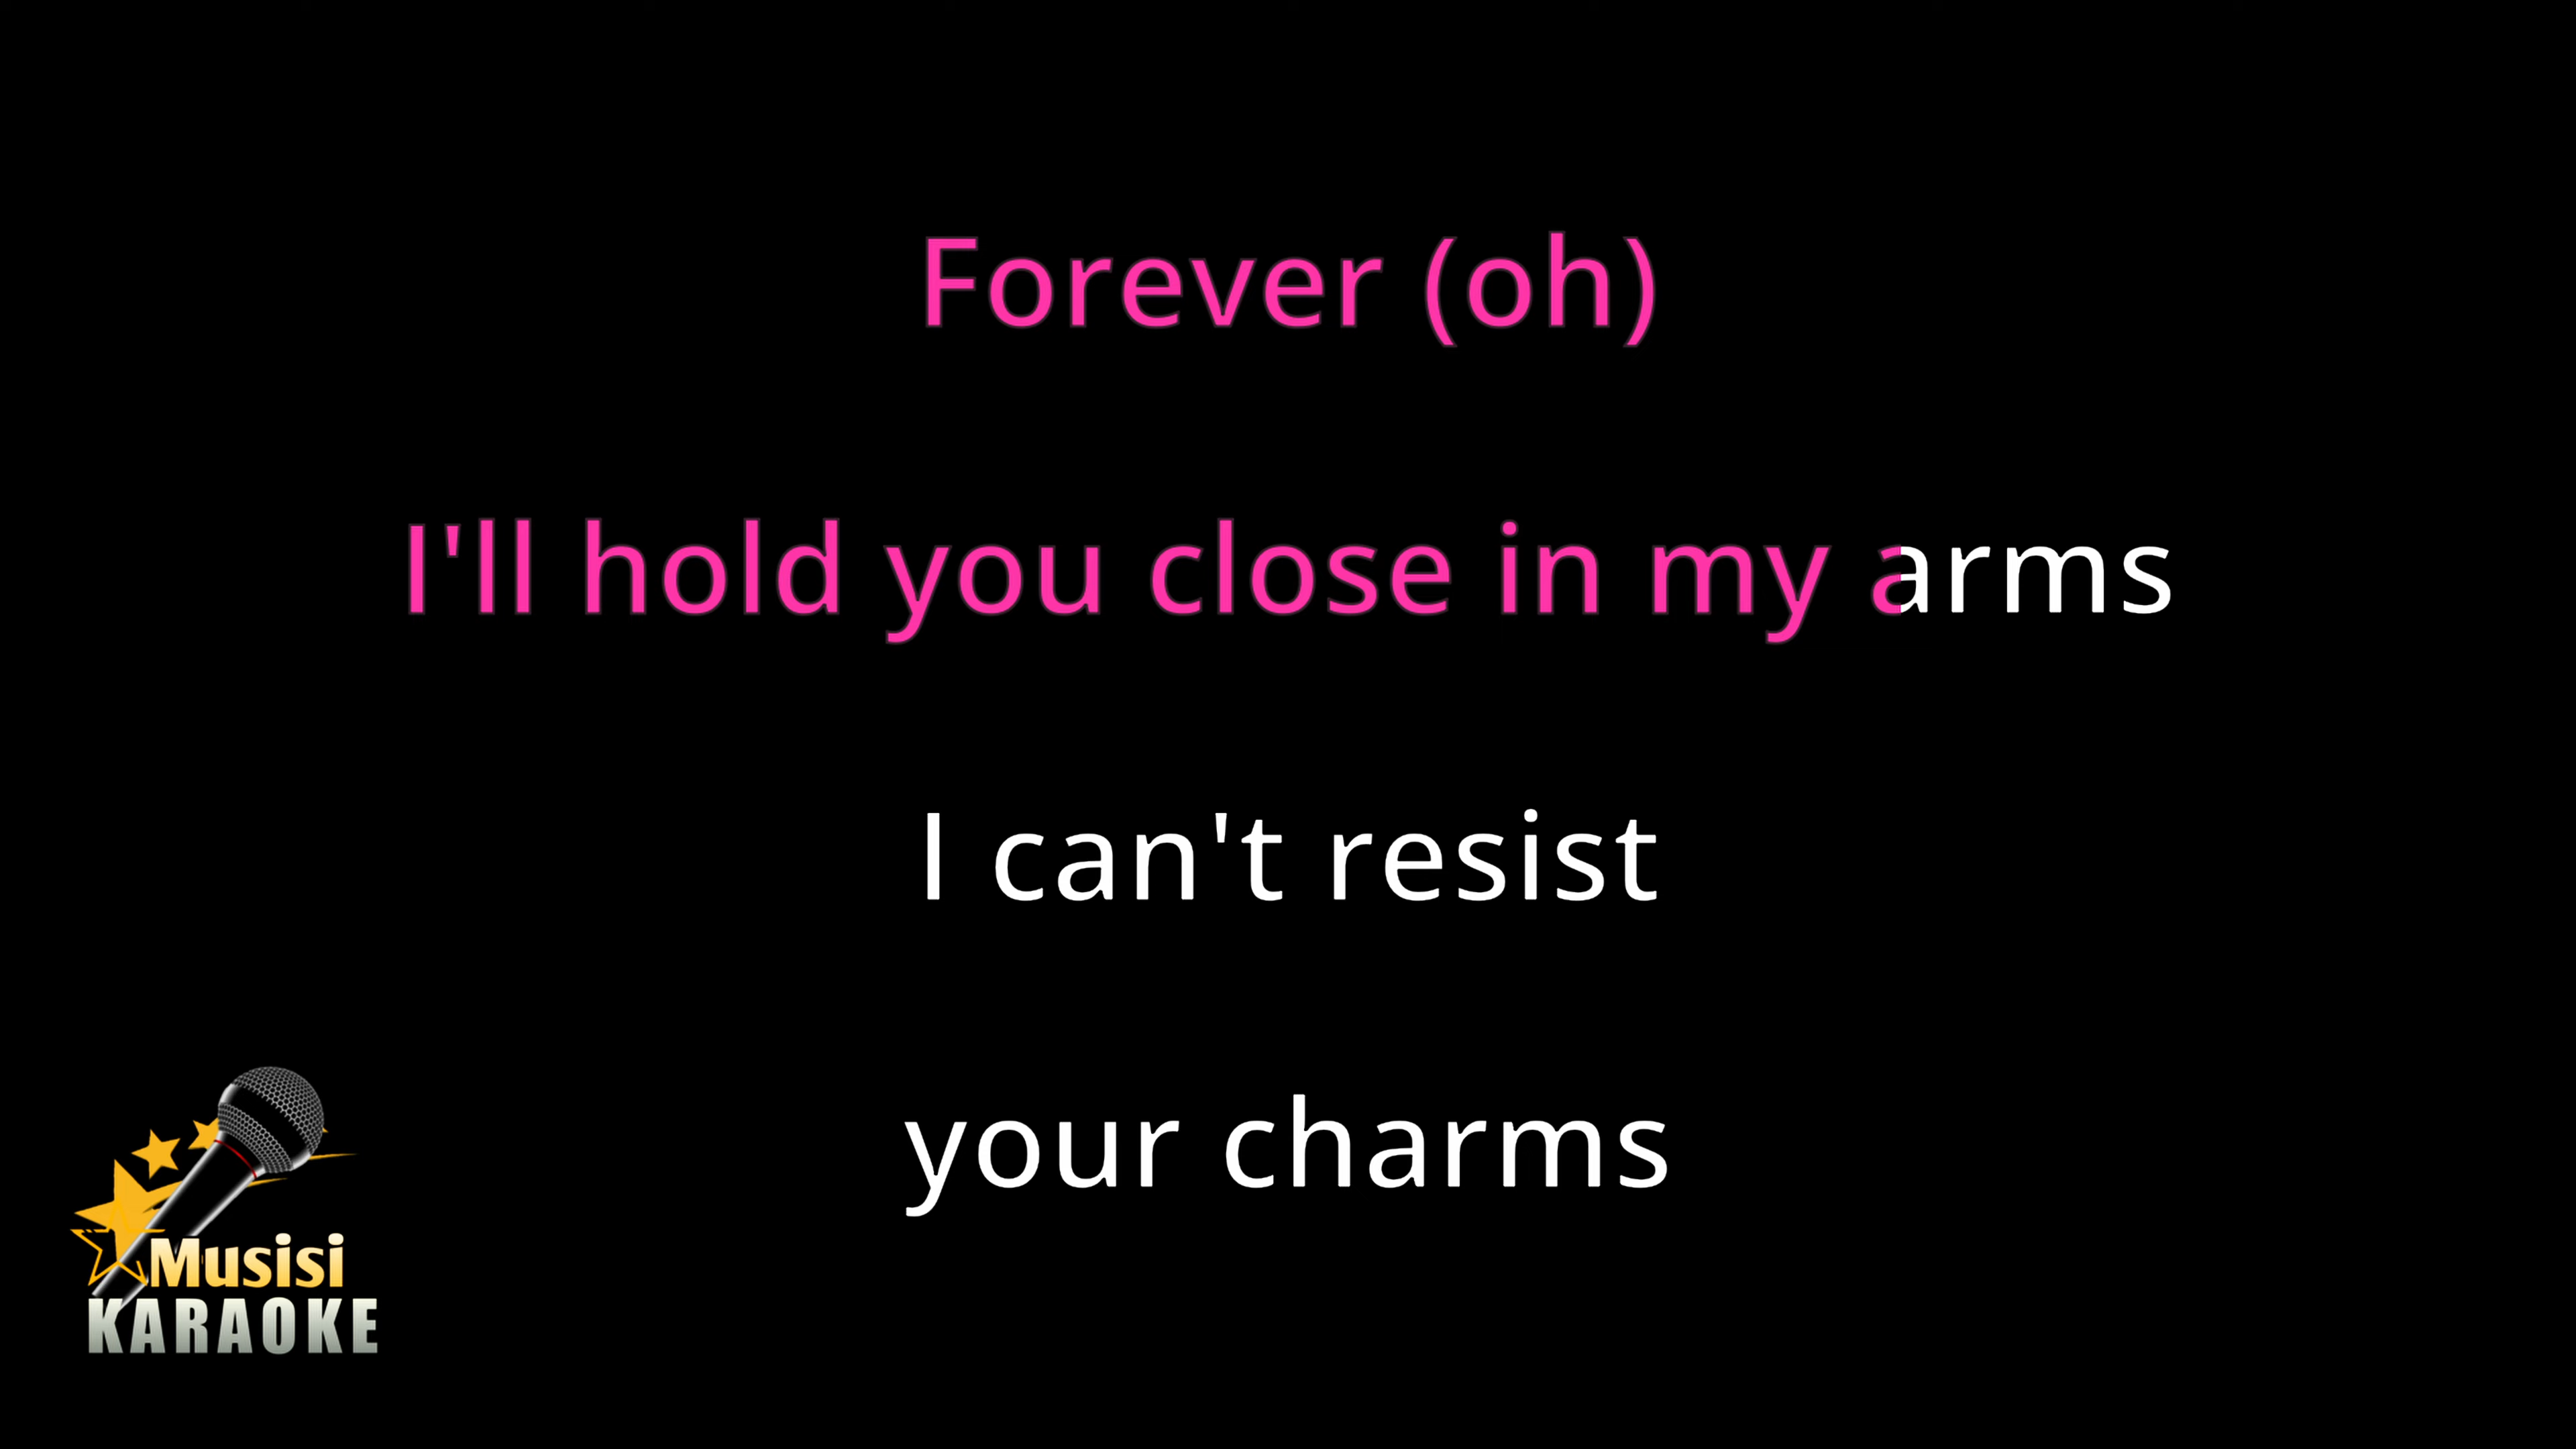 Forever (oh)
I'll hold you close in my arms
I can't resist
your charms
Musisi
KARAOKE